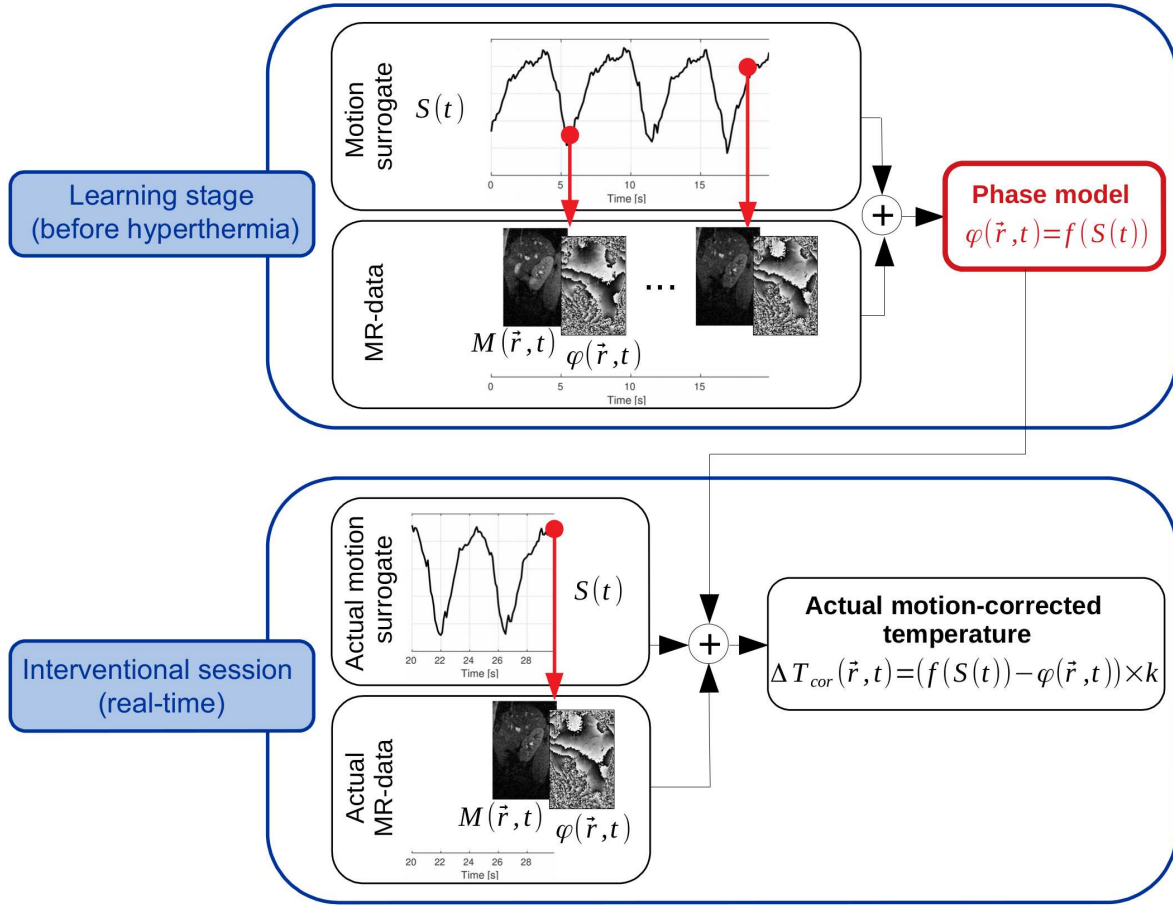 Motion
surrogate
S(t)
0 5 10 15
Time [s]
Learning stage
(before hyperthermia)
MR-data
...
M(r⃗,t)
φ(r⃗,t)
0 5 10 15
Time [s]
+
Phase model
φ(r⃗,t)=f(S(t))
Actual motion
surrogate
S(t)
20 22 24 26 28
Time [s]
Interventional session
(real-time)
Actual
MR-data
M(r⃗,t)
φ(r⃗,t)
20 22 24 26 28
Time [s]
+
Actual motion-corrected
temperature
ΔT_cor(r⃗,t)=(f(S(t))−φ(r⃗,t))×k